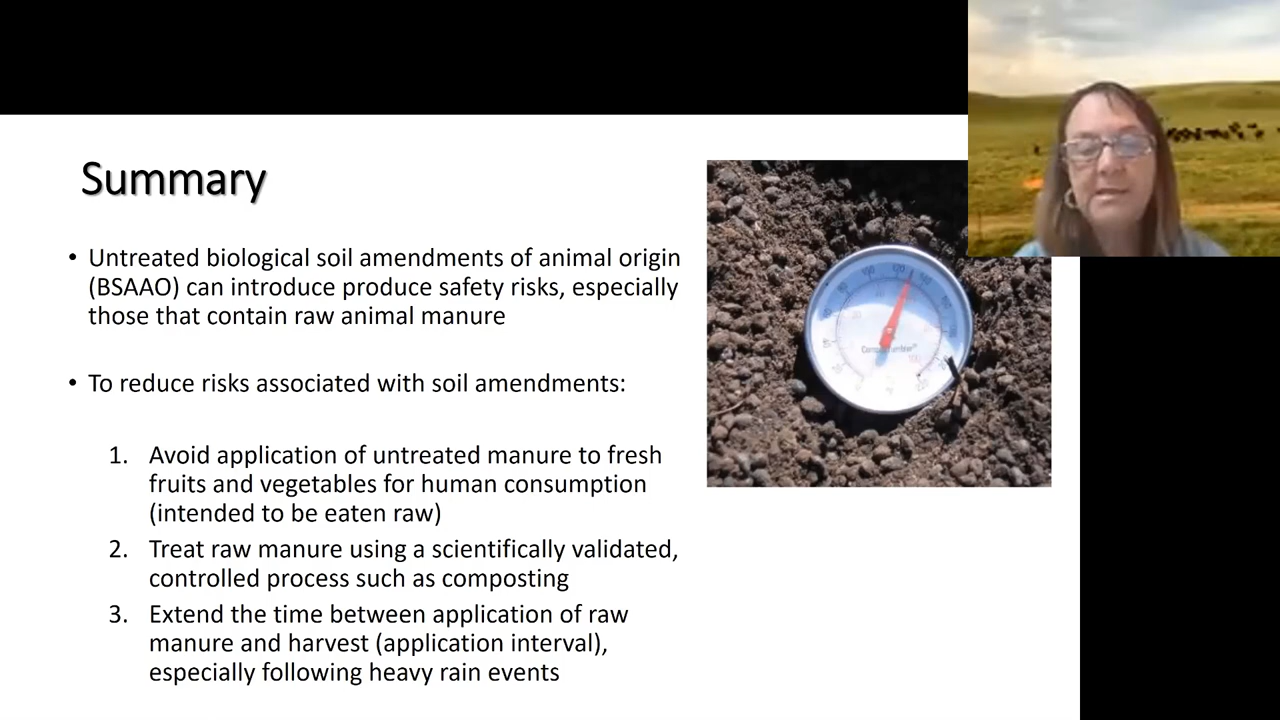 Summary
• Untreated biological soil amendments of animal origin
(BSAAO) can introduce produce safety risks, especially
those that contain raw animal manure
• To reduce risks associated with soil amendments:
1. Avoid application of untreated manure to fresh
fruits and vegetables for human consumption
(intended to be eaten raw)
2. Treat raw manure using a scientifically validated,
controlled process such as composting
3. Extend the time between application of raw
manure and harvest (application interval),
especially following heavy rain events